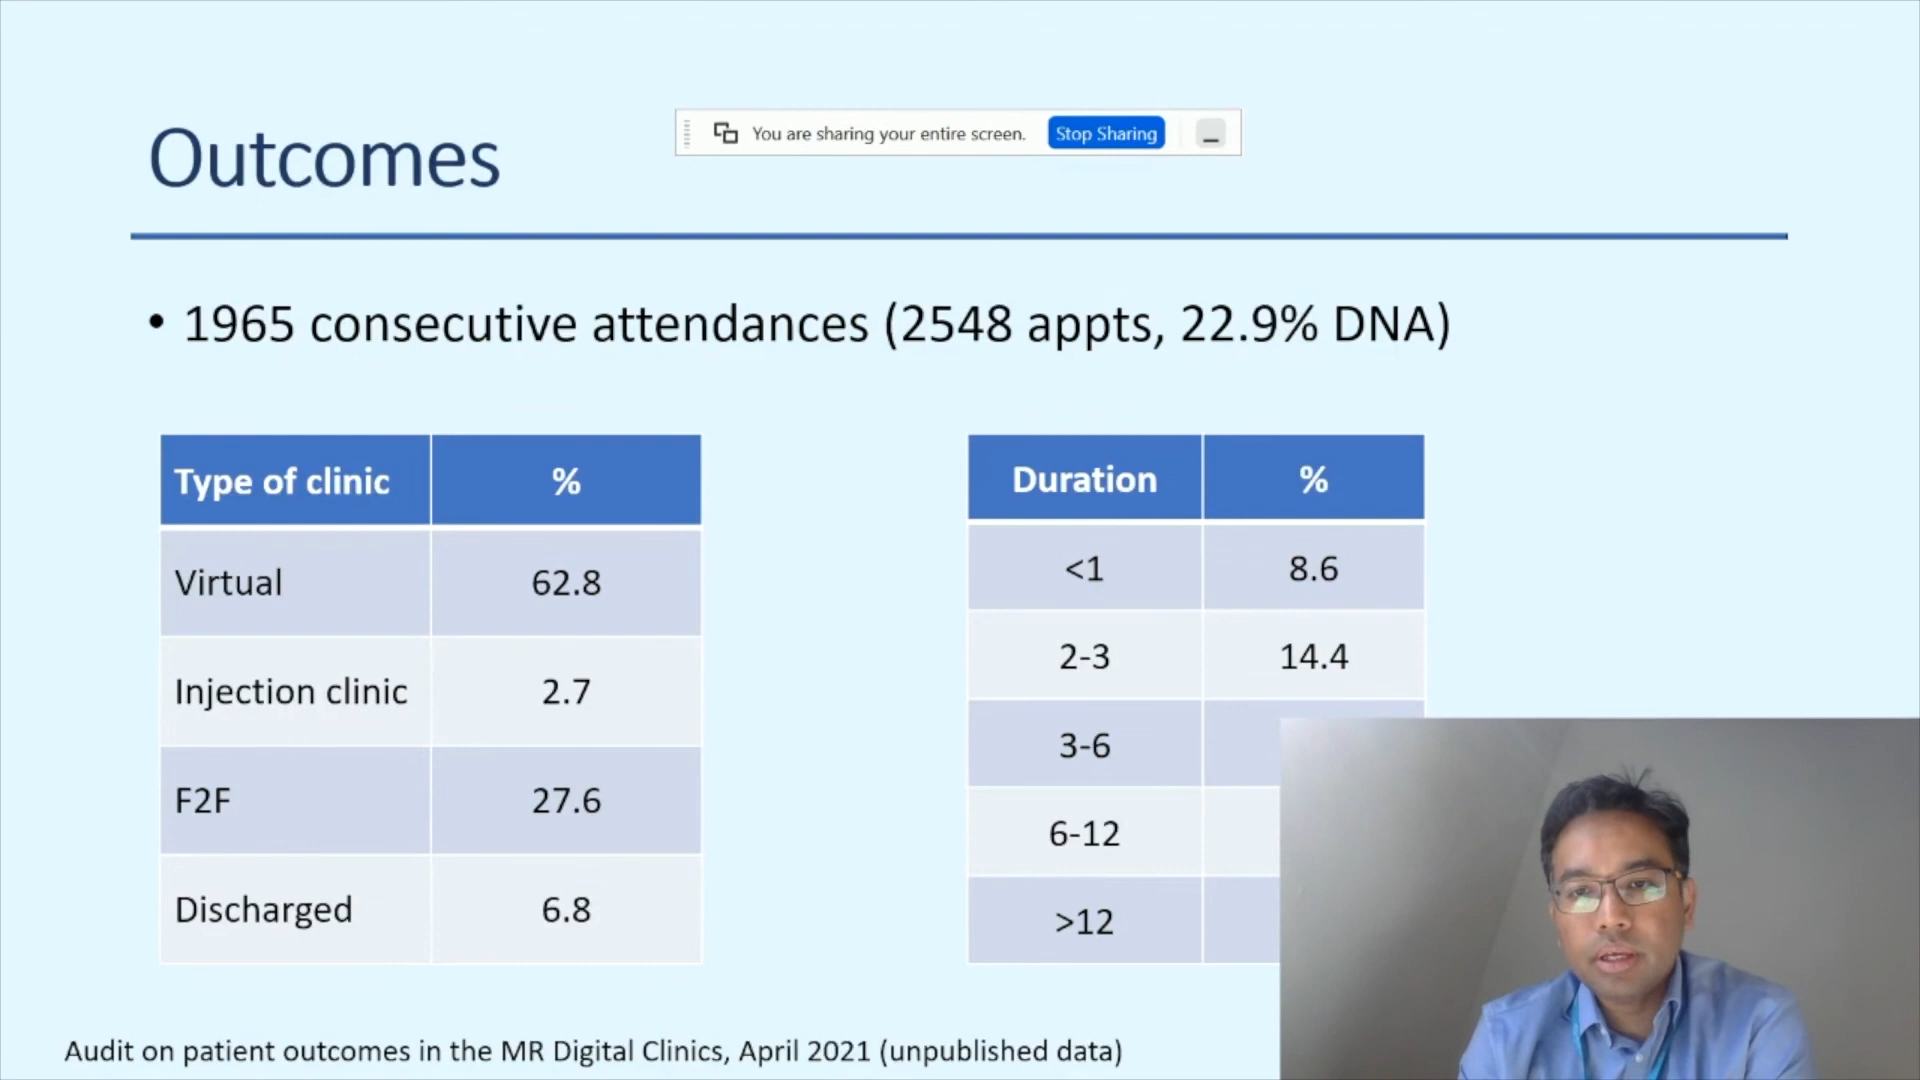 You are sharing your entire screen. Stop Sharing
Outcomes
• 1965 consecutive attendances (2548 appts, 22.9% DNA)
Type of clinic %
Virtual 62.8
Injection clinic 2.7
F2F 27.6
Discharged 6.8
Duration %
<1 8.6
2-3 14.4
3-6
6-12
>12
Audit on patient outcomes in the MR Digital Clinics, April 2021 (unpublished data)